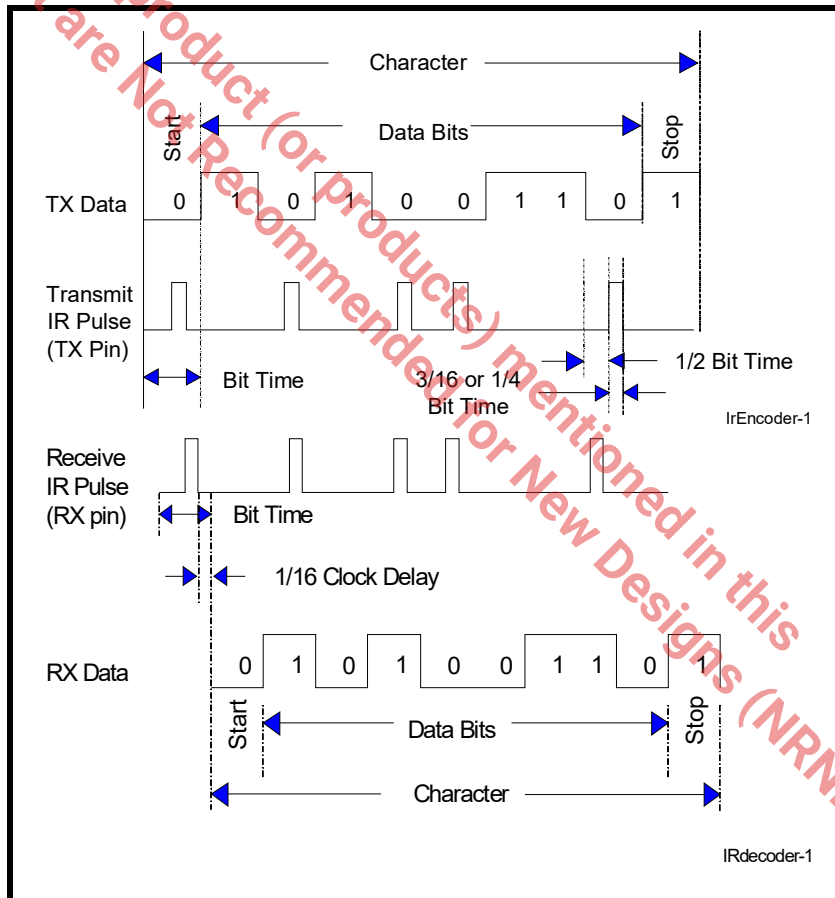 product (or products) mentioned in this
are Not Recommended for New Designs (NRN
Character
Start
Data Bits
Stop
TX Data
0 1 0 1 0 0 1 1 0 1
Transmit
IR Pulse
(TX Pin)
Bit Time
3/16 or 1/4
Bit Time
1/2 Bit Time
IrEncoder-1
Receive
IR Pulse
(RX pin)
Bit Time
1/16 Clock Delay
RX Data
0 1 0 1 0 0 1 1 0 1
Start
Data Bits
Stop
Character
IRdecoder-1